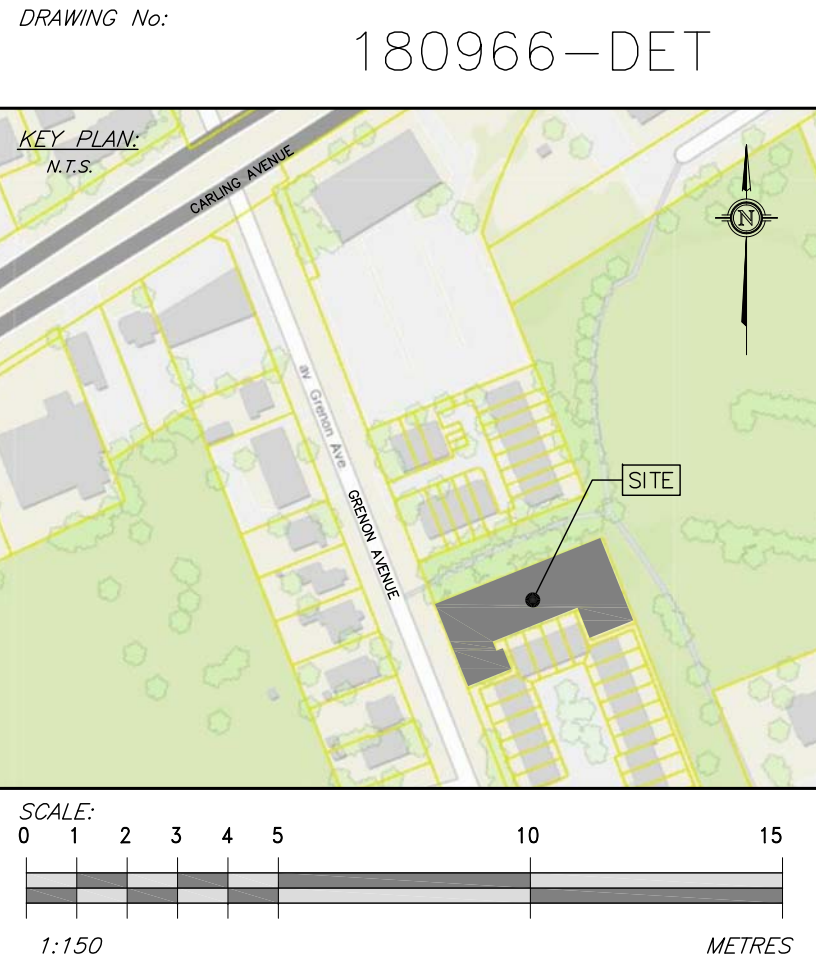 DRAWING No:
180966-DET
KEY PLAN:
N.T.S.
CARLING AVENUE
N
av Grenon Ave
SITE
GRENON AVENUE
SCALE:
0 1 2 3 4 5 10 15
1:150 METRES